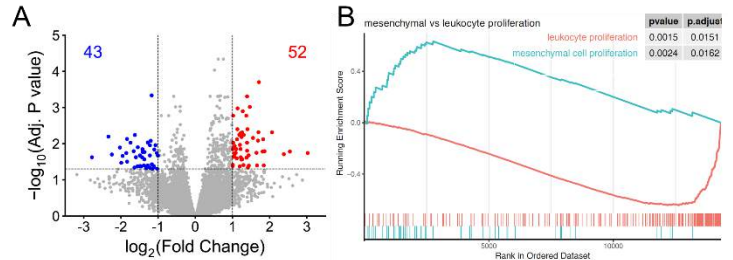 A
43
52
5
4
3
2
1
0
−log10(Adj. P value)
-3
-2
-1
0
1
2
3
log2(Fold Change)
B
mesenchymal vs leukocyte proliferation
pvalue p.adjust
leukocyte proliferation 0.0015 0.0151
mesenchymal cell proliferation 0.0024 0.0162
0.4
0.0
-0.4
Running Enrichment Score
5000
10000
Rank in Ordered Dataset